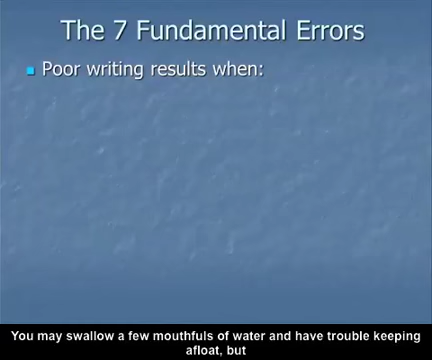 The 7 Fundamental Errors
Poor writing results when:
You may swallow a few mouthfuls of water and have trouble keeping
afloat, but